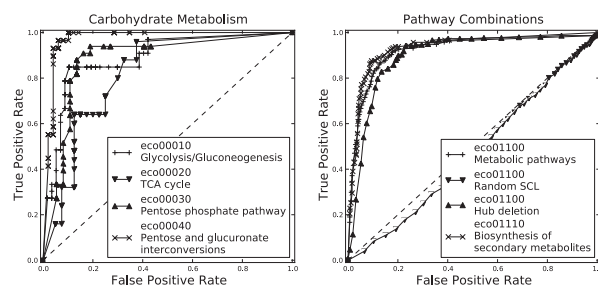 Carbohydrate Metabolism
True Positive Rate
1.0
0.8
0.6
0.4
0.2
0.0
eco00010
Glycolysis/Gluconeogenesis
eco00020
TCA cycle
eco00030
Pentose phosphate pathway
eco00040
Pentose and glucuronate
interconversions
0.0 0.2 0.4 0.6 0.8 1.0
False Positive Rate
Pathway Combinations
True Positive Rate
1.0
0.8
0.6
0.4
0.2
0.0
eco01100
Metabolic pathways
eco01100
Random SCL
eco01100
Hub deletion
eco01110
Biosynthesis of
secondary metabolites
0.0 0.2 0.4 0.6 0.8 1.0
False Positive Rate